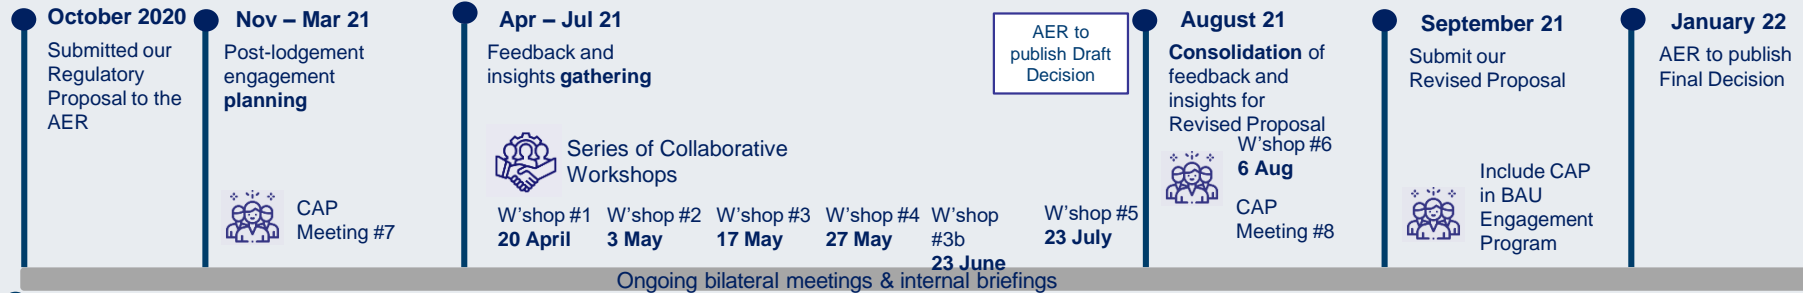 October 2020
Submitted our
Regulatory
Proposal to the
AER
Nov – Mar 21
Post-lodgement
engagement
planning
CAP
Meeting #7
Apr – Jul 21
Feedback and
insights gathering
Series of Collaborative
Workshops
W'shop #1
20 April
W'shop #2
3 May
W'shop #3
17 May
W'shop #4
27 May
W'shop
#3b
23 June
W'shop #5
23 July
AER to
publish Draft
Decision
August 21
Consolidation of
feedback and
insights for
Revised Proposal
W'shop #6
6 Aug
CAP
Meeting #8
September 21
Submit our
Revised Proposal
Include CAP
in BAU
Engagement
Program
January 22
AER to publish
Final Decision
Ongoing bilateral meetings & internal briefings